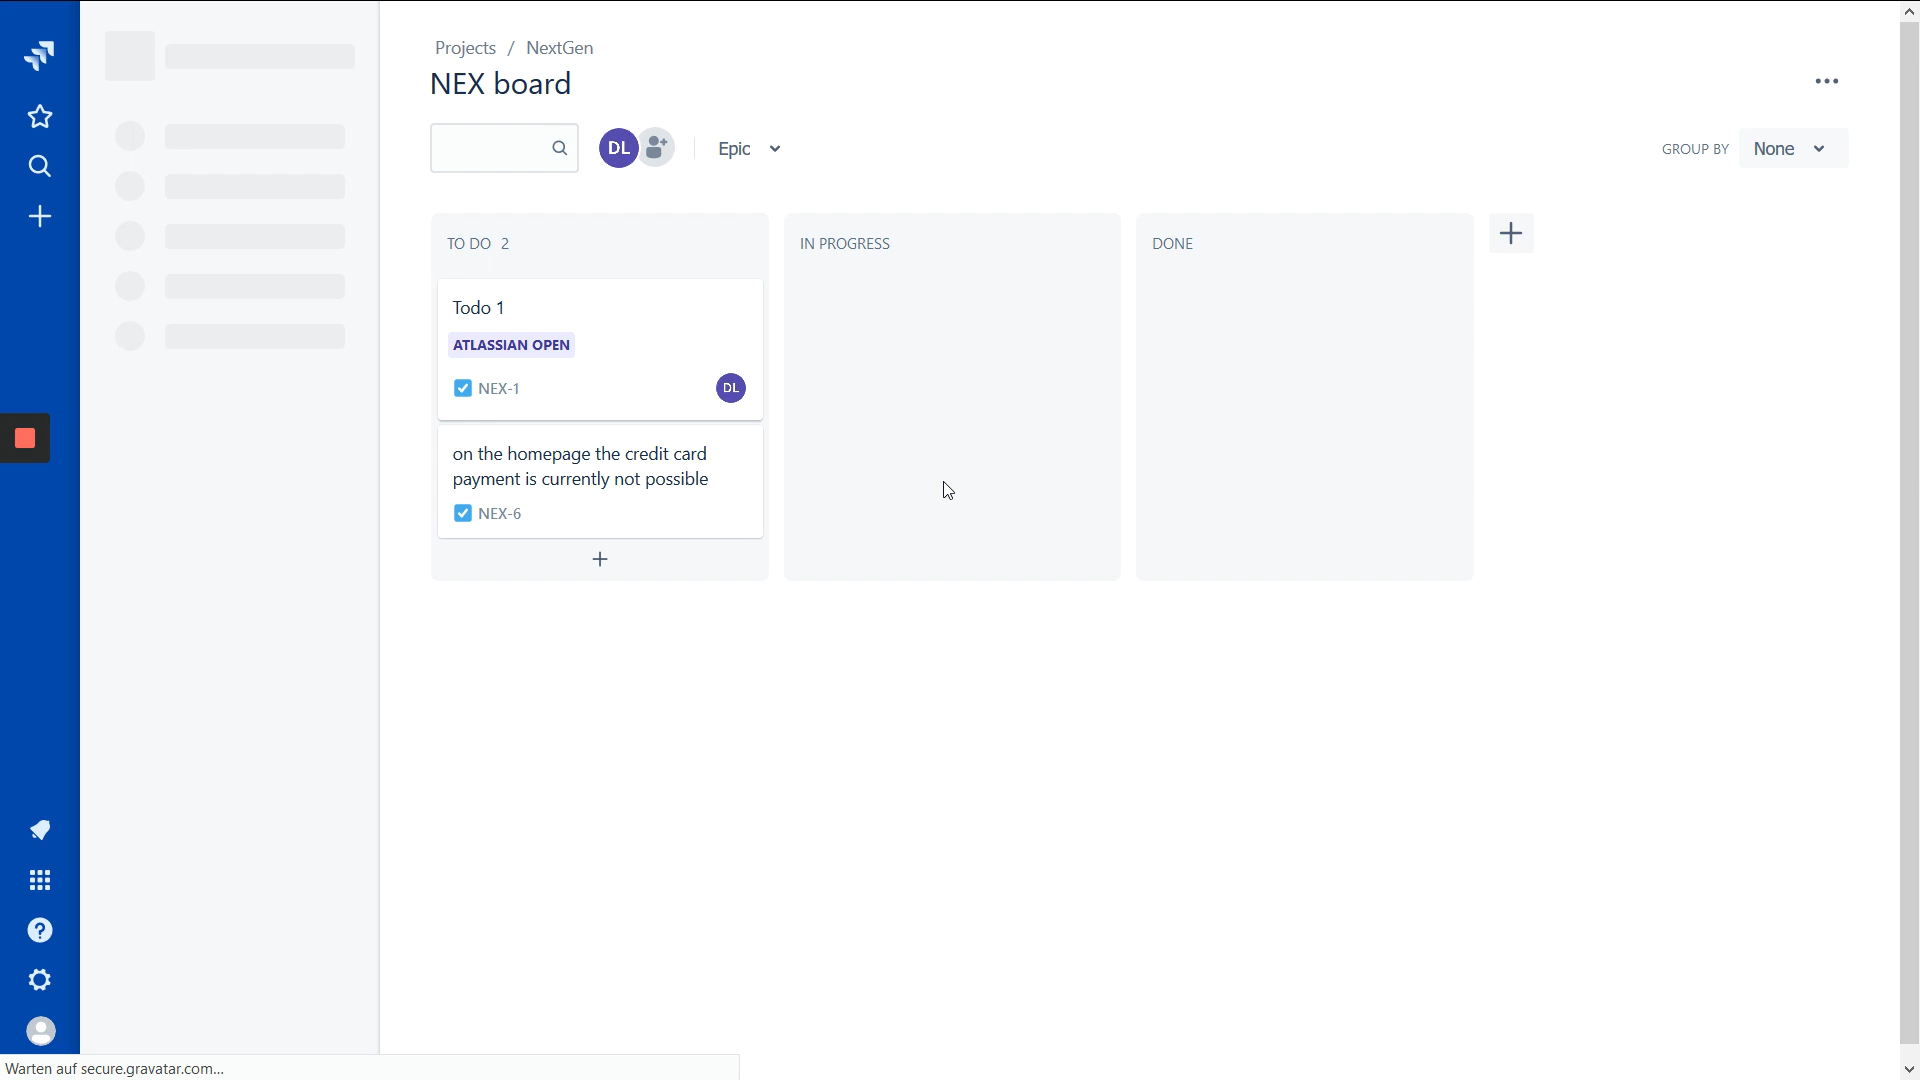 Projects / NextGen
NEX board
DL
Epic
GROUP BY None
TO DO 2
IN PROGRESS
DONE
Todo 1
ATLASSIAN OPEN
NEX-1
DL
on the homepage the credit card
payment is currently not possible
NEX-6
Warten auf secure.gravatar.com...